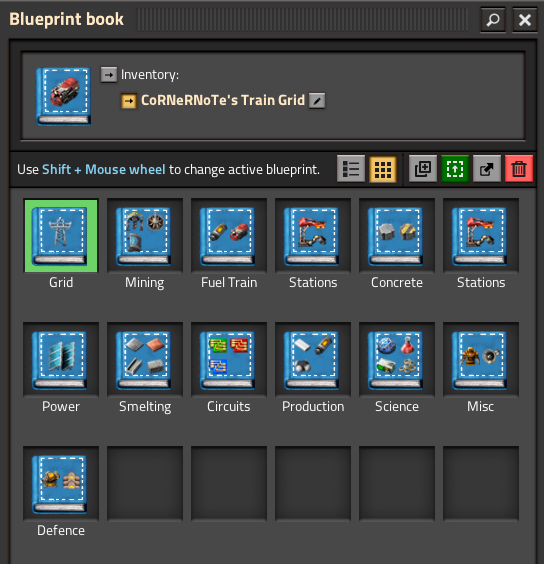 Blueprint book
Inventory:
CoRNeRNoTe's Train Grid
Use Shift + Mouse wheel to change active blueprint.
Grid Mining Fuel Train Stations Concrete Stations
Power Smelting Circuits Production Science Misc
Defence